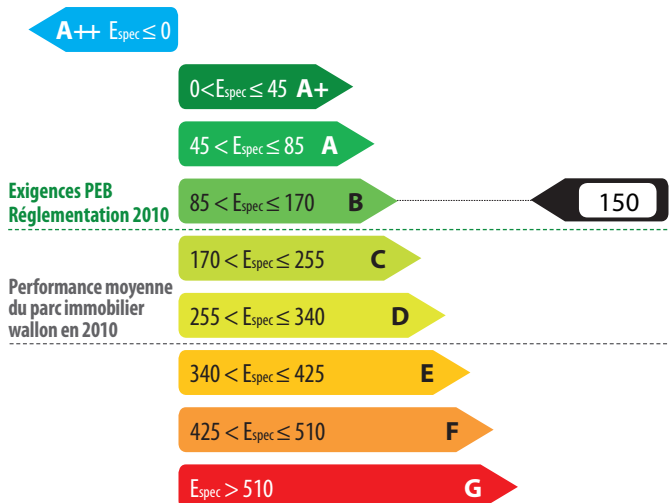 A++ Espec ≤ 0
0<Espec ≤ 45 A+
45 < Espec ≤ 85 A
Exigences PEB
Réglementation 2010
85 < Espec ≤ 170 B
150
170 < Espec ≤ 255 C
Performance moyenne
du parc immobilier
wallon en 2010
255 < Espec ≤ 340 D
340 < Espec ≤ 425 E
425 < Espec ≤ 510 F
Espec > 510 G